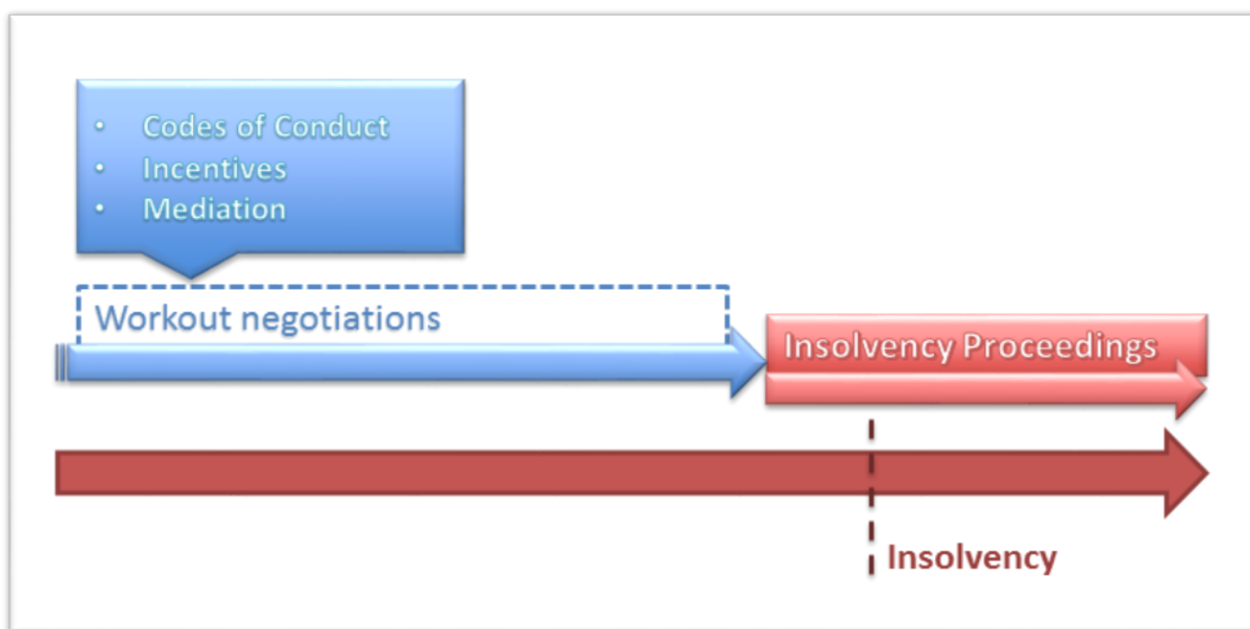 • Codes of Conduct
• Incentives
• Mediation
Workout negotiations
Insolvency Proceedings
Insolvency